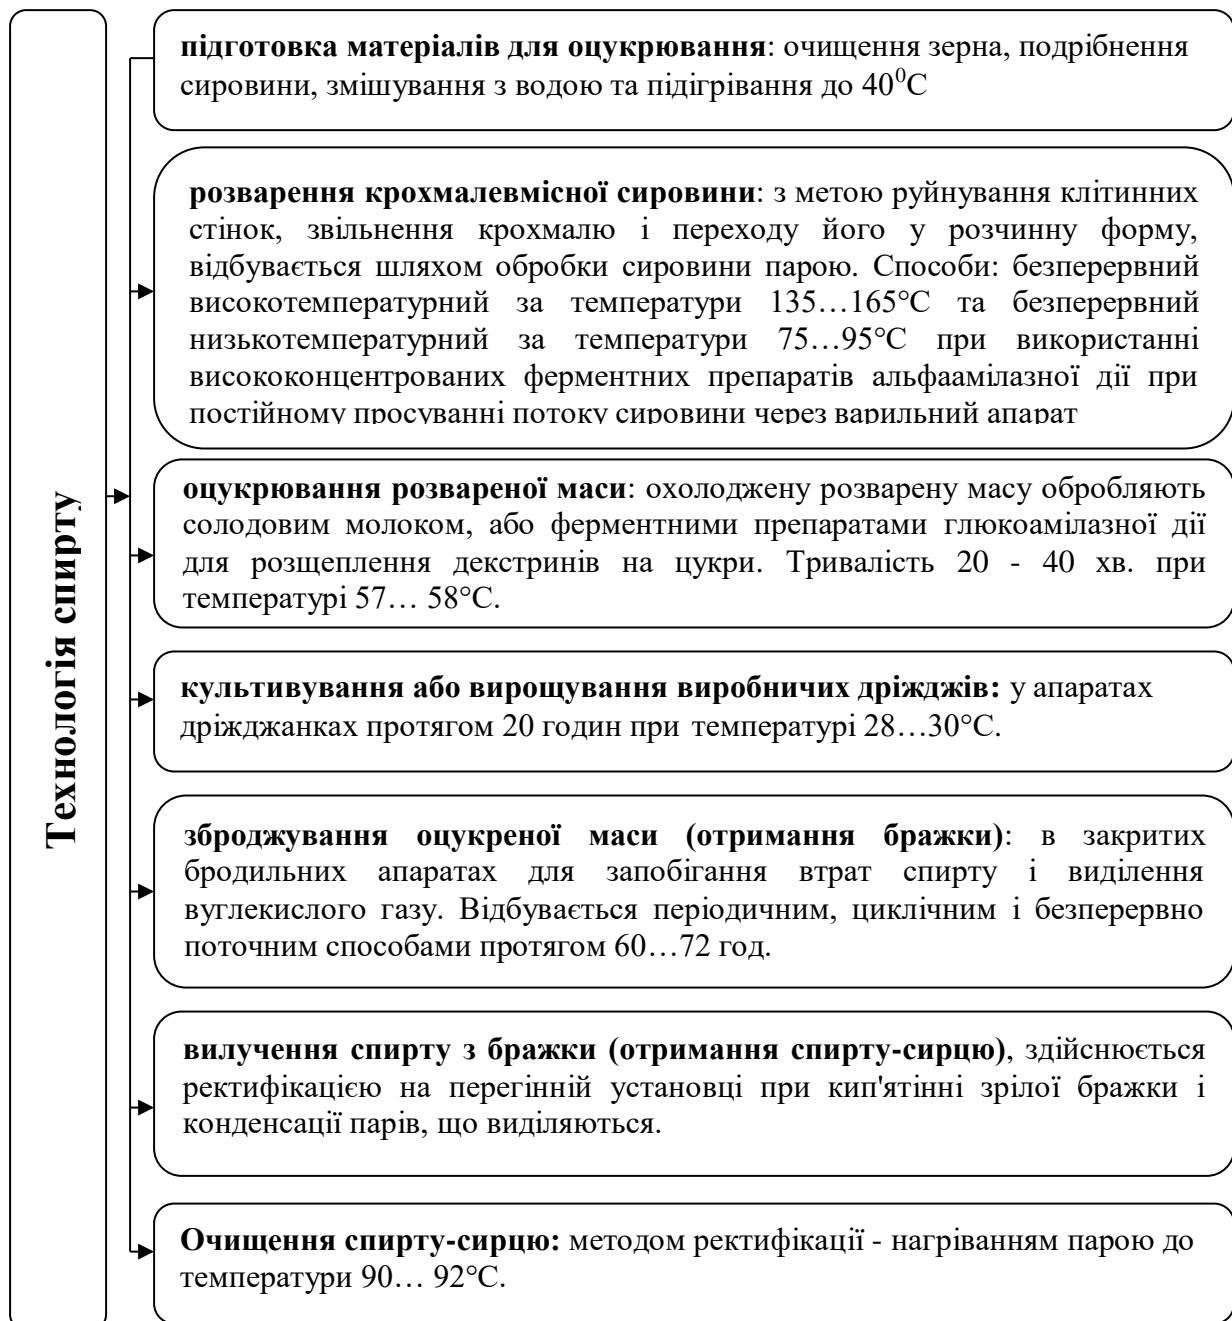 Технологія спирту
підготовка матеріалів для оцукрювання: очищення зерна, подрібнення
сировини, змішування з водою та підігрівання до 40⁰С
розварення крохмалевмісної сировини: з метою руйнування клітинних
стінок, звільнення крохмалю і переходу його у розчинну форму,
відбувається шляхом обробки сировини парою. Способи: безперервний
високотемпературний за температури 135…165°С та безперервний
низькотемпературний за температури 75…95°С при використанні
висококонцентрованих ферментних препаратів альфаамілазної дії при
постійному просуванні потоку сировини через варильний апарат
оцукрювання розвареної маси: охолоджену розварену масу обробляють
солодовим молоком, або ферментними препаратами глюкоамілазної дії
для розщеплення декстринів на цукри. Тривалість 20 - 40 хв. при
температурі 57… 58°С.
культивування або вирощування виробничих дріжджів: у апаратах
дріжджанках протягом 20 годин при температурі 28…30°С.
зброджування оцукреної маси (отримання бражки): в закритих
бродильних апаратах для запобігання втрат спирту і виділення
вуглекислого газу. Відбувається періодичним, циклічним і безперервно
поточним способами протягом 60…72 год.
вилучення спирту з бражки (отримання спирту-сирцю), здійснюється
ректифікацією на перегінній установці при кип'ятінні зрілої бражки і
конденсації парів, що виділяються.
Очищення спирту-сирцю: методом ректифікації - нагріванням парою до
температури 90… 92°С.